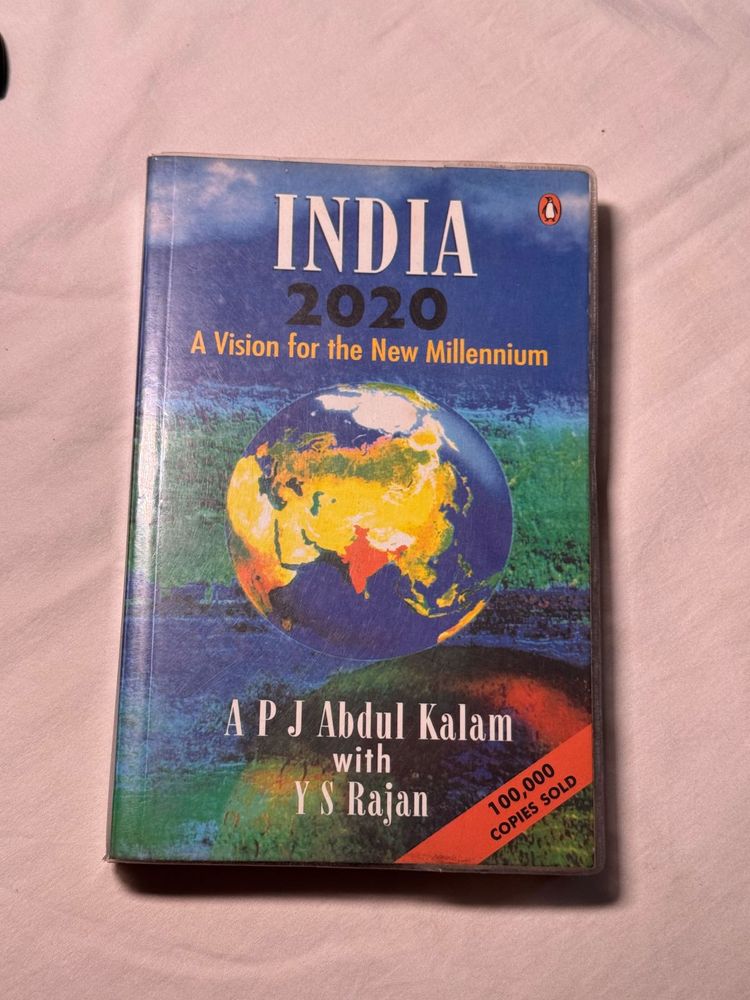 INDIA
2020
A Vision for the New Millennium
A P J Abdul Kalam
with
Y S Rajan
100,000
COPIES SOLD